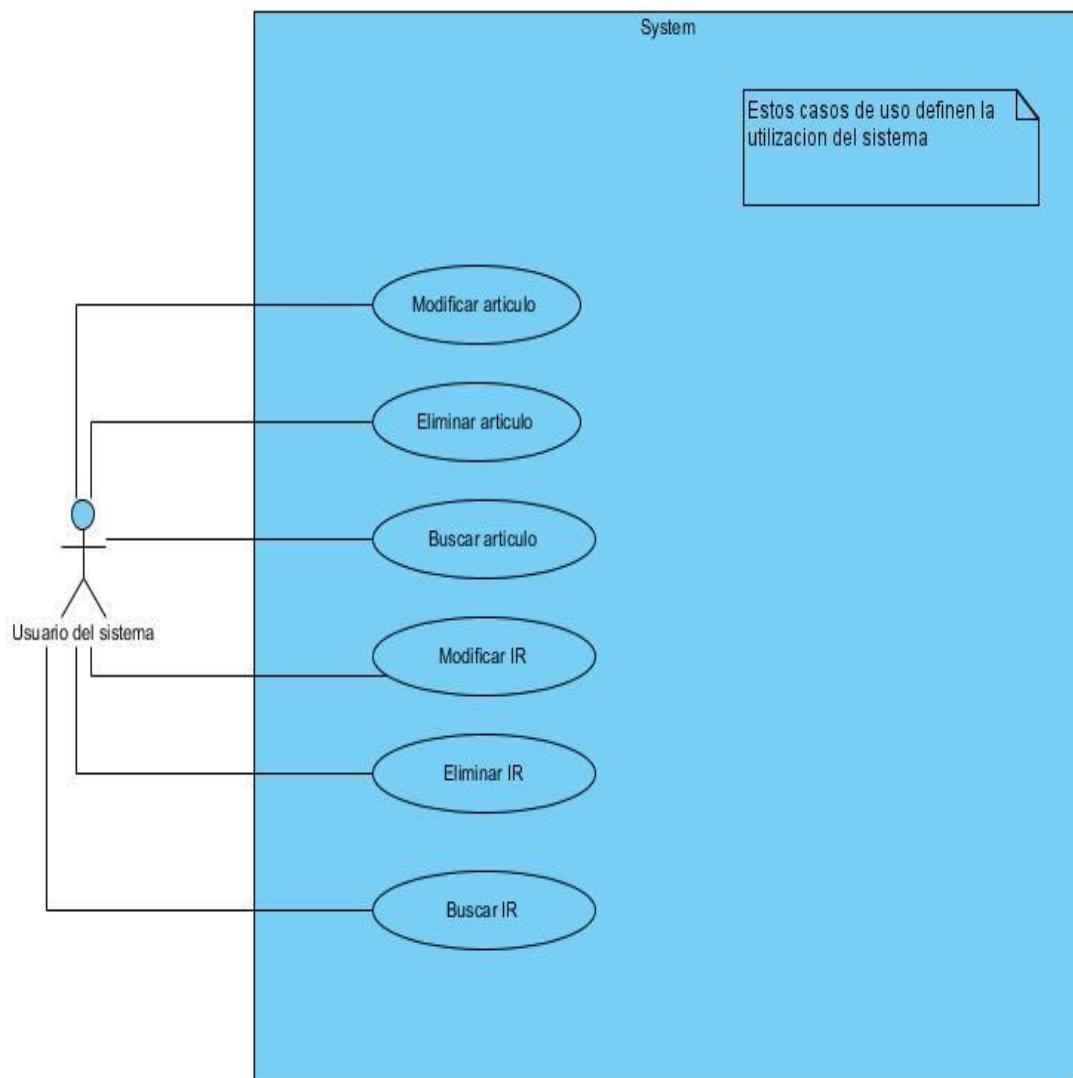 System
Estos casos de uso definen la
utilizacion del sistema
Modificar articulo
Eliminar articulo
Buscar articulo
Usuario del sistema
Modificar IR
Eliminar IR
Buscar IR